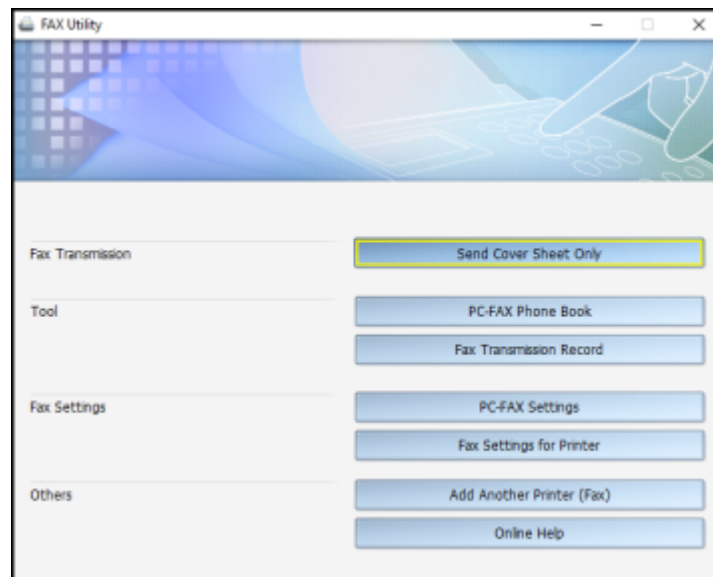 FAX Utility
Fax Transmission
Send Cover Sheet Only
Tool
PC-FAX Phone Book
Fax Transmission Record
Fax Settings
PC-FAX Settings
Fax Settings for Printer
Others
Add Another Printer (Fax)
Online Help